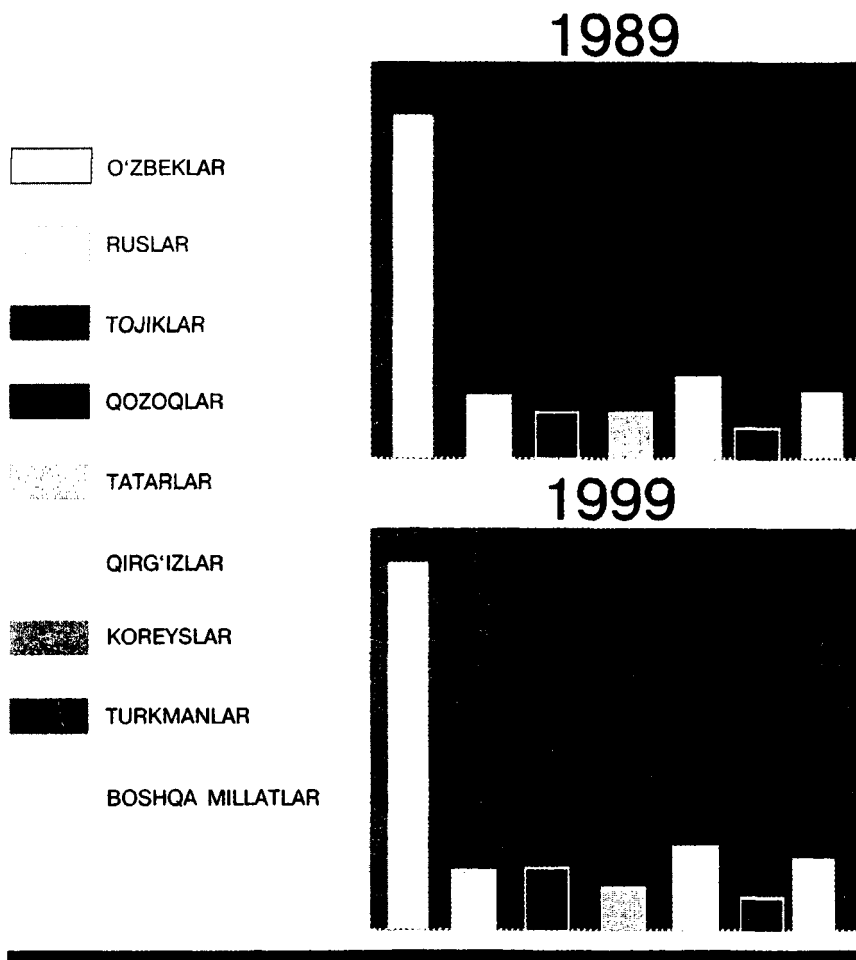 1989
O‘ZBEKLAR
RUSLAR
TOJIKLAR
QOZOQLAR
TATARLAR
QIRG‘IZLAR
KOREYSLAR
TURKMANLAR
BOSHQA MILLATLAR
1999